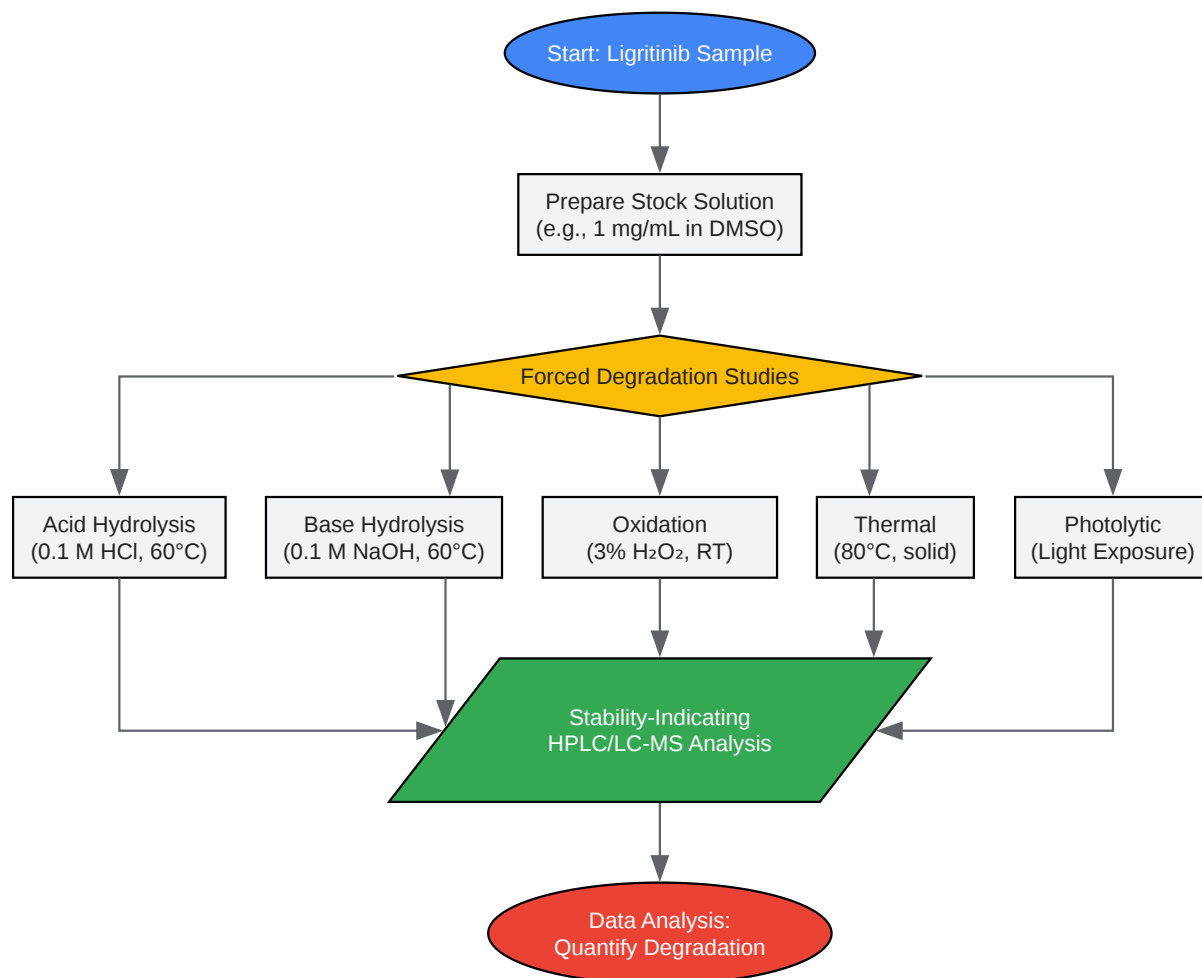 Start: Ligritinib Sample
Prepare Stock Solution
(e.g., 1 mg/mL in DMSO)
Forced Degradation Studies
Acid Hydrolysis
(0.1 M HCl, 60°C)
Base Hydrolysis
(0.1 M NaOH, 60°C)
Oxidation
(3% H₂O₂, RT)
Thermal
(80°C, solid)
Photolytic
(Light Exposure)
Stability-Indicating
HPLC/LC-MS Analysis
Data Analysis:
Quantify Degradation